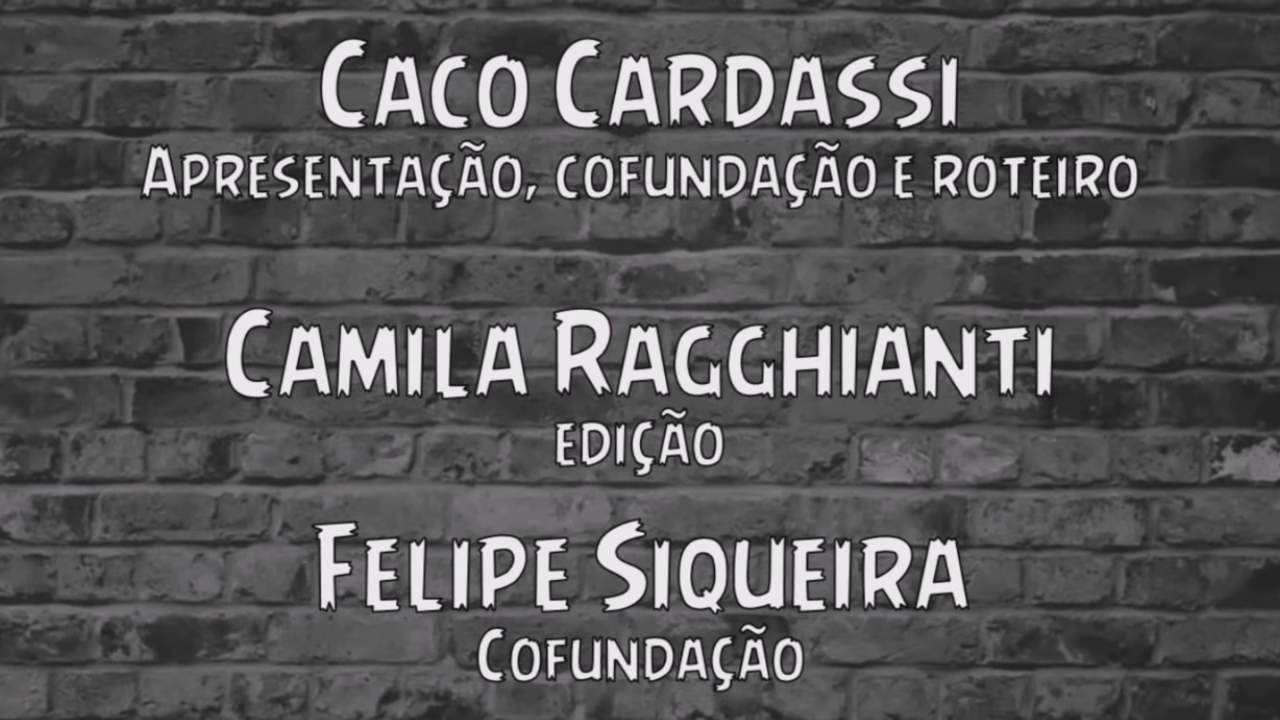 Caco Cardassi
Apresentação, cofundação e roteiro
Camila Ragghianti
edição
Felipe Siqueira
Cofundação